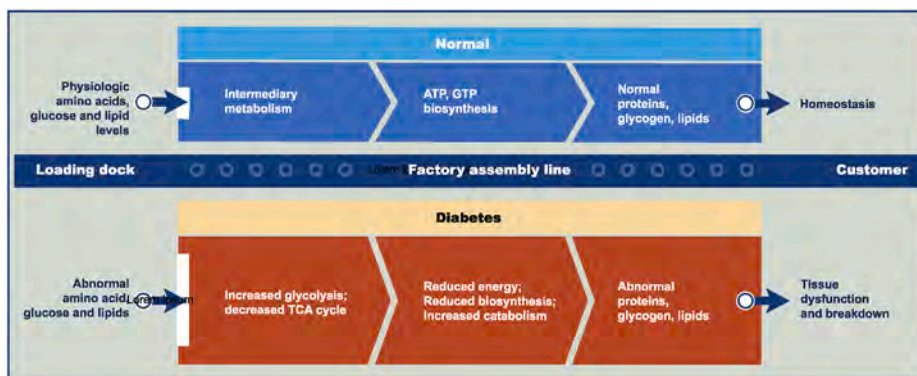 Normal
Physiologic
amino acids,
glucose and lipid
levels
Intermediary
metabolism
ATP, GTP
biosynthesis
Normal
proteins,
glycogen, lipids
Homeostasis
Loading dock
Factory assembly line
Customer
Diabetes
Abnormal
amino acid,
glucose and lipids
Lorem ipsum
Increased glycolysis;
decreased TCA cycle
Reduced energy;
Reduced biosynthesis;
Increased catabolism
Abnormal
proteins,
glycogen, lipids
Tissue
dysfunction
and breakdown